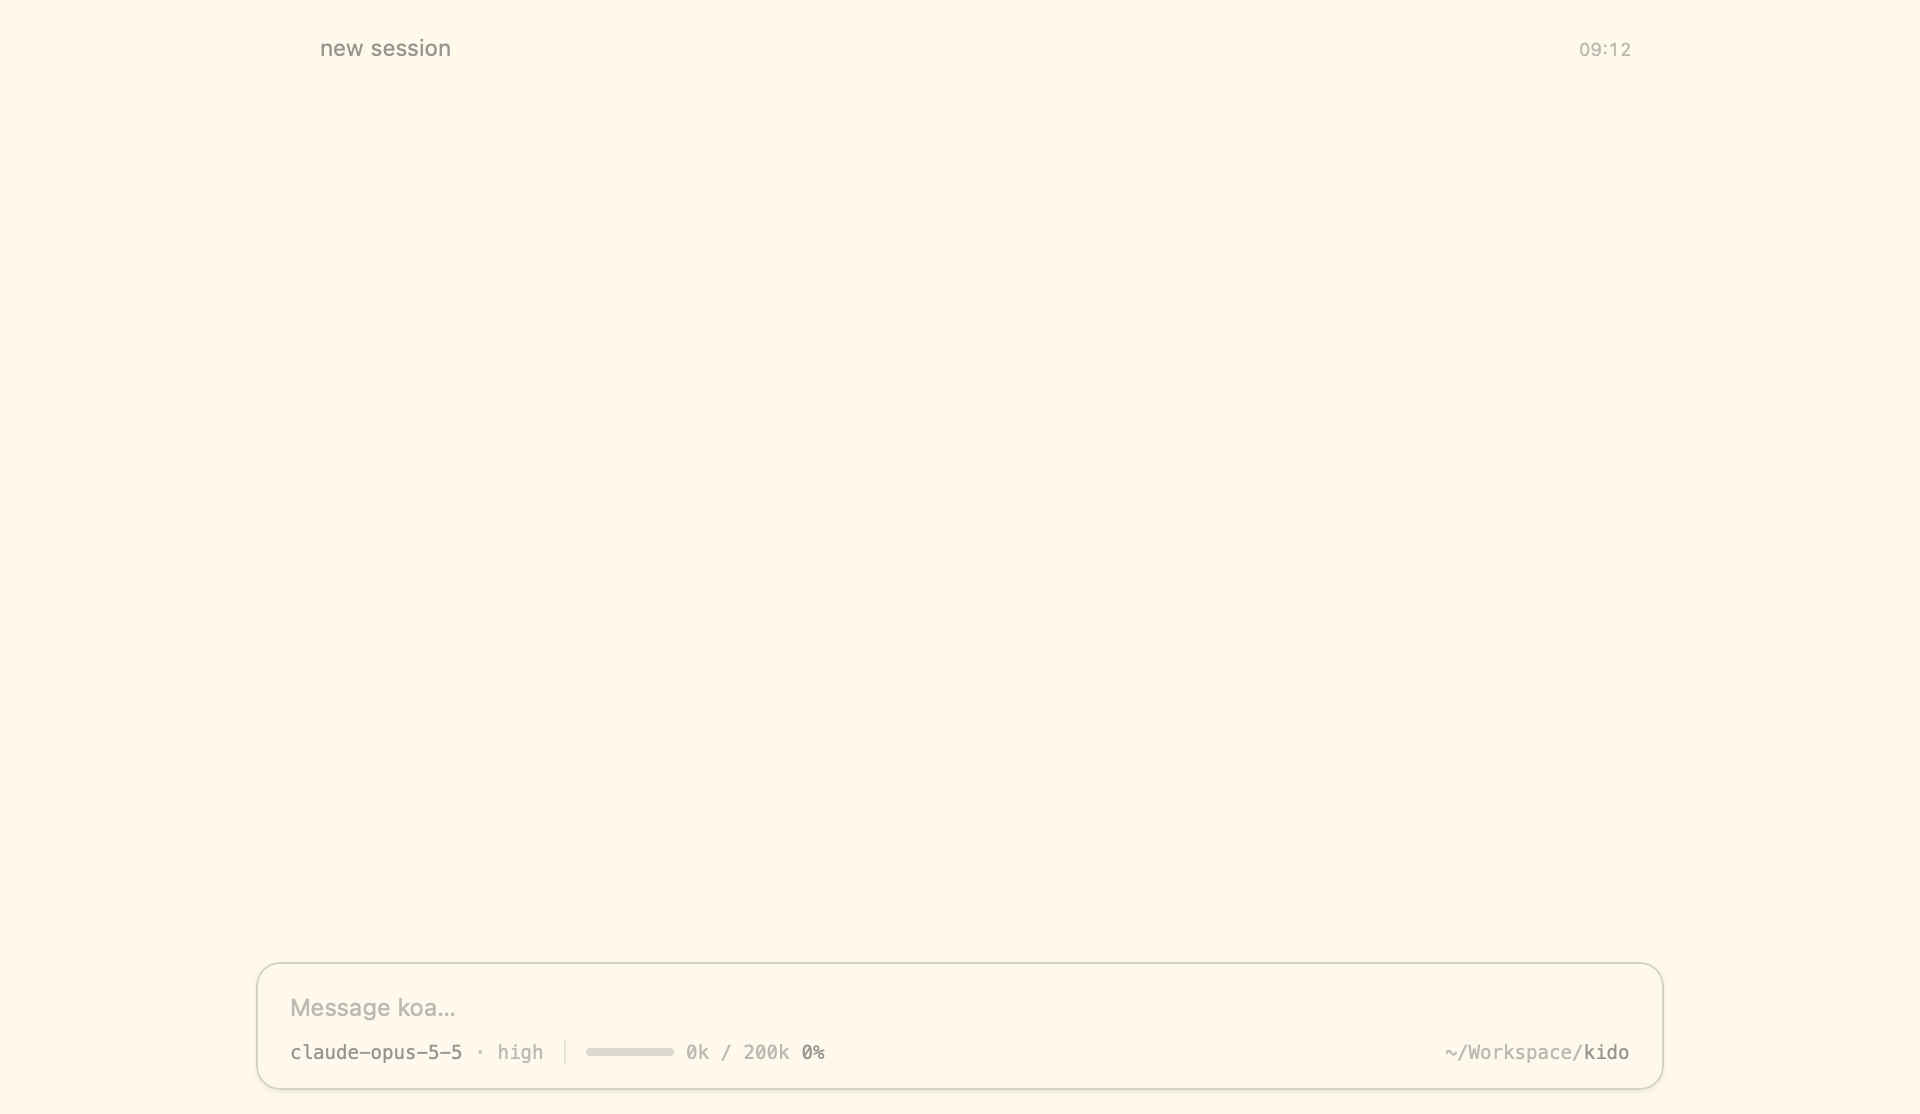 new session
09:12
Message koa...
claude-opus-5-5 · high | 0k / 200k 0%
~/Workspace/kido